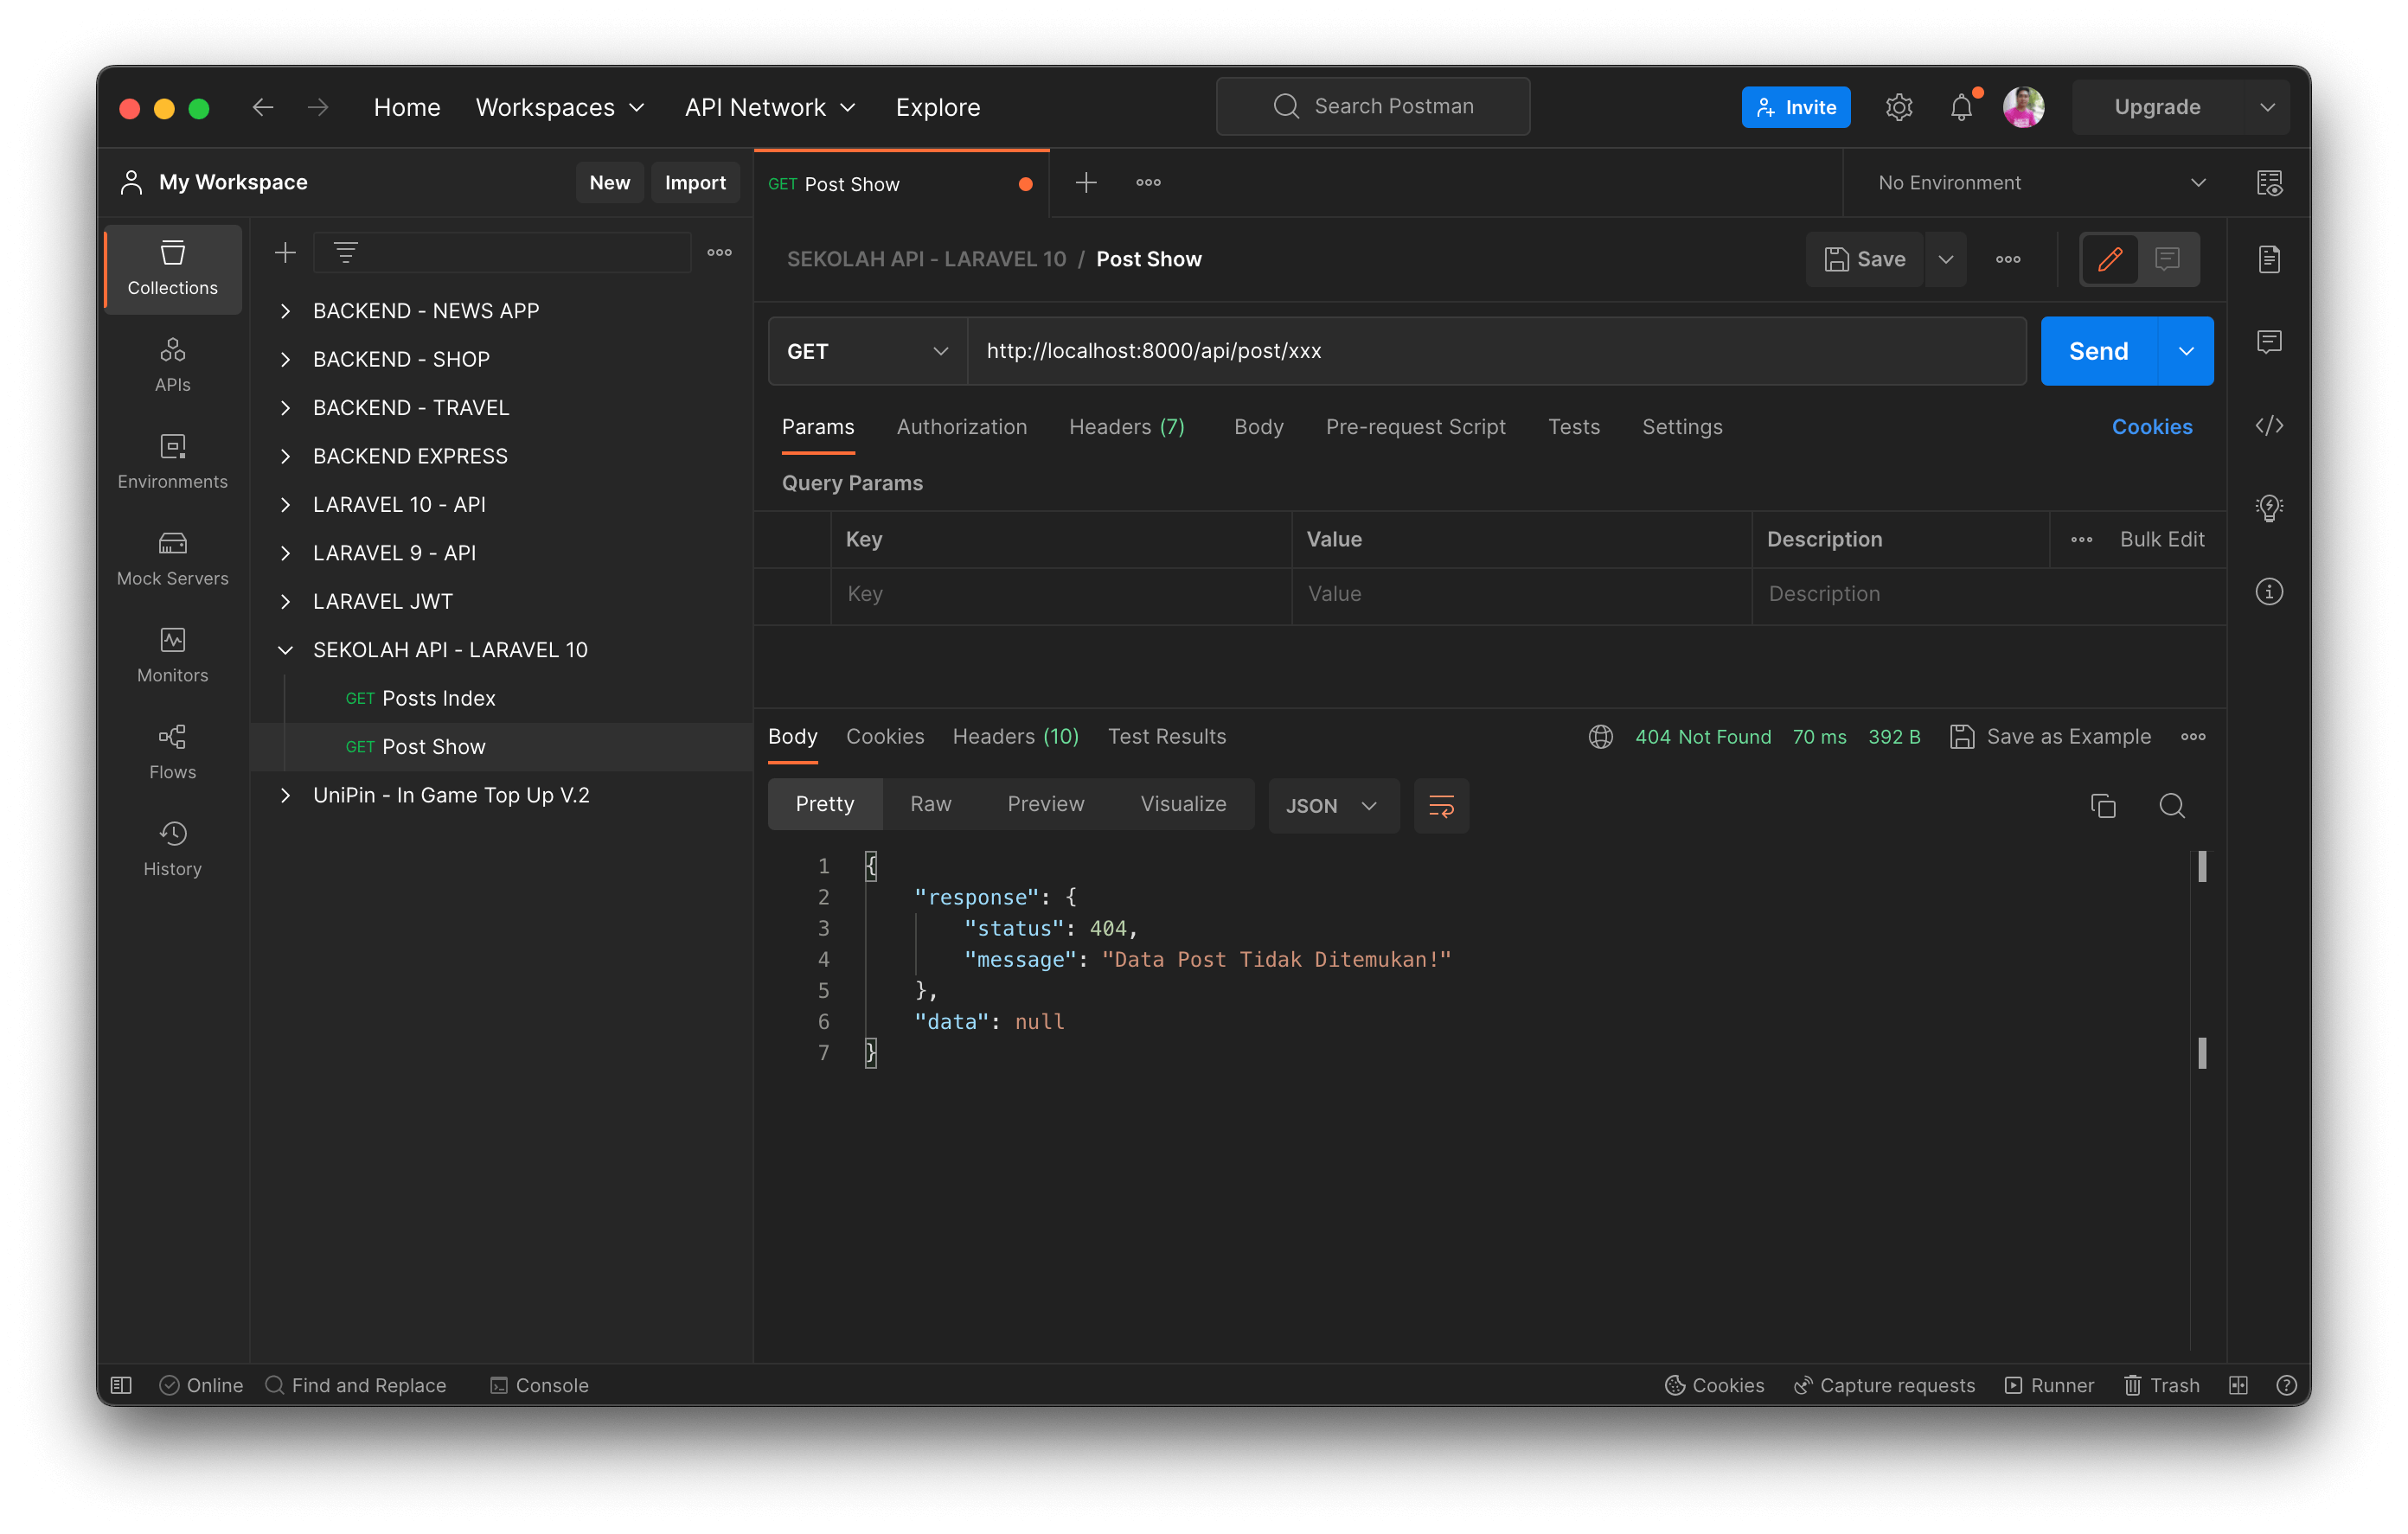 Home Workspaces API Network Explore Search Postman Invite Upgrade
My Workspace New Import
GET Post Show No Environment
Collections
APIs
Environments
Mock Servers
Monitors
Flows
History
BACKEND - NEWS APP
BACKEND - SHOP
BACKEND - TRAVEL
BACKEND EXPRESS
LARAVEL 10 - API
LARAVEL 9 - API
LARAVEL JWT
SEKOLAH API - LARAVEL 10
GET Posts Index
GET Post Show
UniPin - In Game Top Up V.2
SEKOLAH API - LARAVEL 10 / Post Show Save
GET http://localhost:8000/api/post/xxx Send
Params Authorization Headers (7) Body Pre-request Script Tests Settings Cookies
Query Params
Key Value Description Bulk Edit
Key Value Description
Body Cookies Headers (10) Test Results 404 Not Found 70 ms 392 B Save as Example
Pretty Raw Preview Visualize JSON
1 {
2 "response": {
3 "status": 404,
4 "message": "Data Post Tidak Ditemukan!"
5 },
6 "data": null
7 }
Online Find and Replace Console Cookies Capture requests Runner Trash